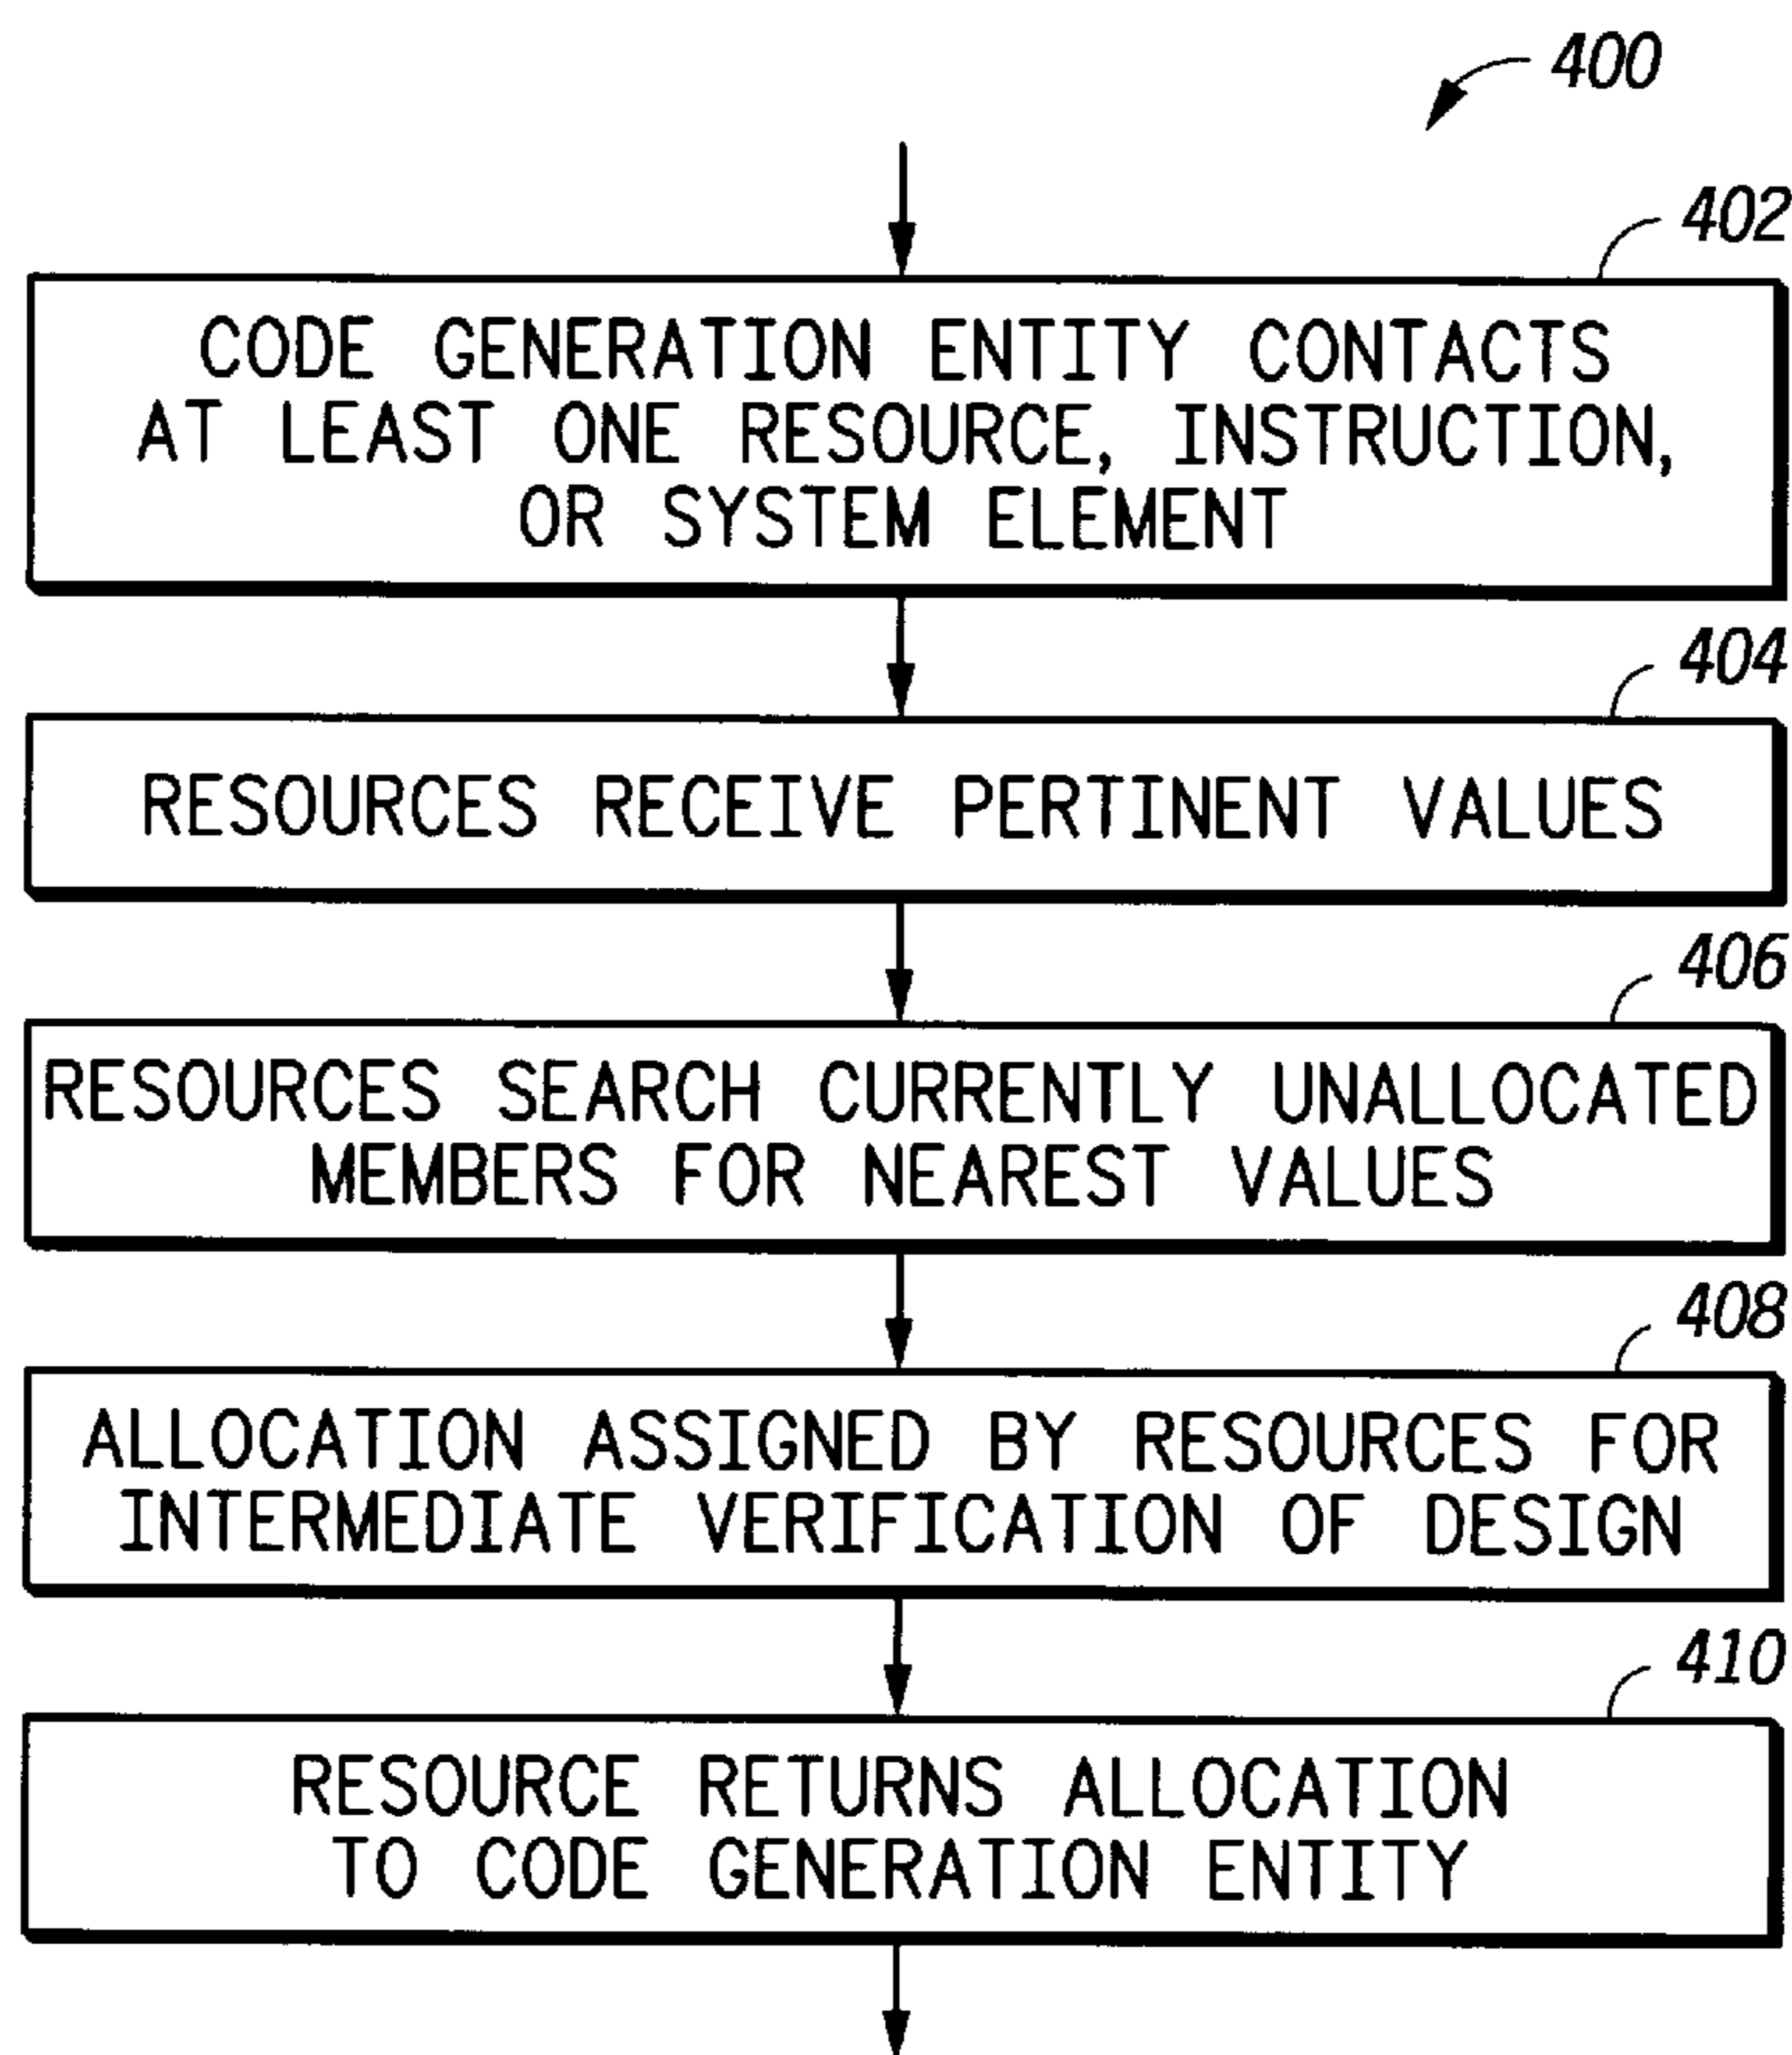 400
402
CODE GENERATION ENTITY CONTACTS
AT LEAST ONE RESOURCE, INSTRUCTION,
OR SYSTEM ELEMENT
404
RESOURCES RECEIVE PERTINENT VALUES
406
RESOURCES SEARCH CURRENTLY UNALLOCATED
MEMBERS FOR NEAREST VALUES
408
ALLOCATION ASSIGNED BY RESOURCES FOR
INTERMEDIATE VERIFICATION OF DESIGN
410
RESOURCE RETURNS ALLOCATION
TO CODE GENERATION ENTITY